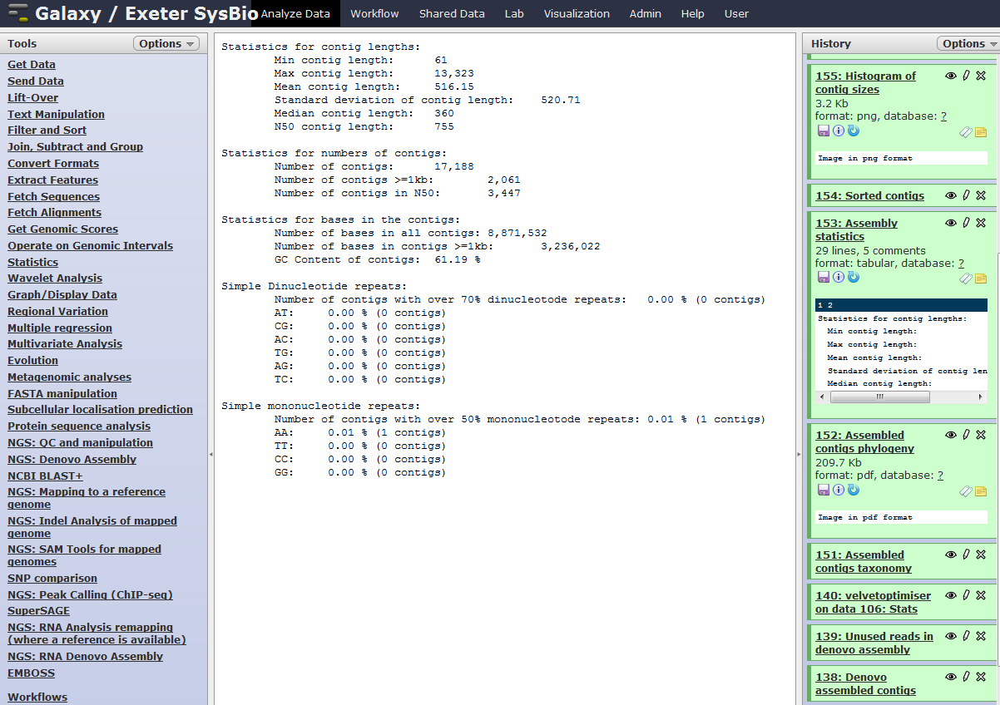 Galaxy / Exeter SysBio
Analyze Data Workflow Shared Data Lab Visualization Admin Help User
Tools Options
Get Data
Send Data
Lift-Over
Text Manipulation
Filter and Sort
Join, Subtract and Group
Convert Formats
Extract Features
Fetch Sequences
Fetch Alignments
Get Genomic Scores
Operate on Genomic Intervals
Statistics
Wavelet Analysis
Graph/Display Data
Regional Variation
Multiple regression
Multivariate Analysis
Evolution
Metagenomic analyses
FASTA manipulation
Subcellular localisation prediction
Protein sequence analysis
NGS: QC and manipulation
NGS: Denovo Assembly
NCBI BLAST+
NGS: Mapping to a reference
genome
NGS: Indel Analysis of mapped
genome
NGS: SAM Tools for mapped
genomes
SNP comparison
NGS: Peak Calling (ChIP-seq)
SuperSAGE
NGS: RNA Analysis remapping
(where a reference is available)
NGS: RNA Denovo Assembly
EMBOSS
Workflows
Statistics for contig lengths:
Min contig length: 61
Max contig length: 13,323
Mean contig length: 516.15
Standard deviation of contig length: 520.71
Median contig length: 360
N50 contig length: 755
Statistics for numbers of contigs:
Number of contigs: 17,188
Number of contigs >=1kb: 2,061
Number of contigs in N50: 3,447
Statistics for bases in the contigs:
Number of bases in all contigs: 8,871,532
Number of bases in contigs >=1kb: 3,236,022
GC Content of contigs: 61.19 %
Simple Dinucleotide repeats:
Number of contigs with over 70% dinucleotode repeats: 0.00 % (0 contigs)
AT: 0.00 % (0 contigs)
CG: 0.00 % (0 contigs)
AC: 0.00 % (0 contigs)
TG: 0.00 % (0 contigs)
AG: 0.00 % (0 contigs)
TC: 0.00 % (0 contigs)
Simple mononucleotide repeats:
Number of contigs with over 50% mononucleotode repeats: 0.01 % (1 contigs)
AA: 0.01 % (1 contigs)
TT: 0.00 % (0 contigs)
CC: 0.00 % (0 contigs)
GG: 0.00 % (0 contigs)
History Options
155: Histogram of
contig sizes
3.2 Kb
format: png, database: ?
Image in png format
154: Sorted contigs
153: Assembly
statistics
29 lines, 5 comments
format: tabular, database: ?
1 2
Statistics for contig lengths:
Min contig length:
Max contig length:
Mean contig length:
Standard deviation of contig len
Median contig length:
152: Assembled
contigs phylogeny
209.7 Kb
format: pdf, database: ?
Image in pdf format
151: Assembled
contigs taxonomy
140: velvetoptimiser
on data 106: Stats
139: Unused reads in
denovo assembly
138: Denovo
assembled contigs